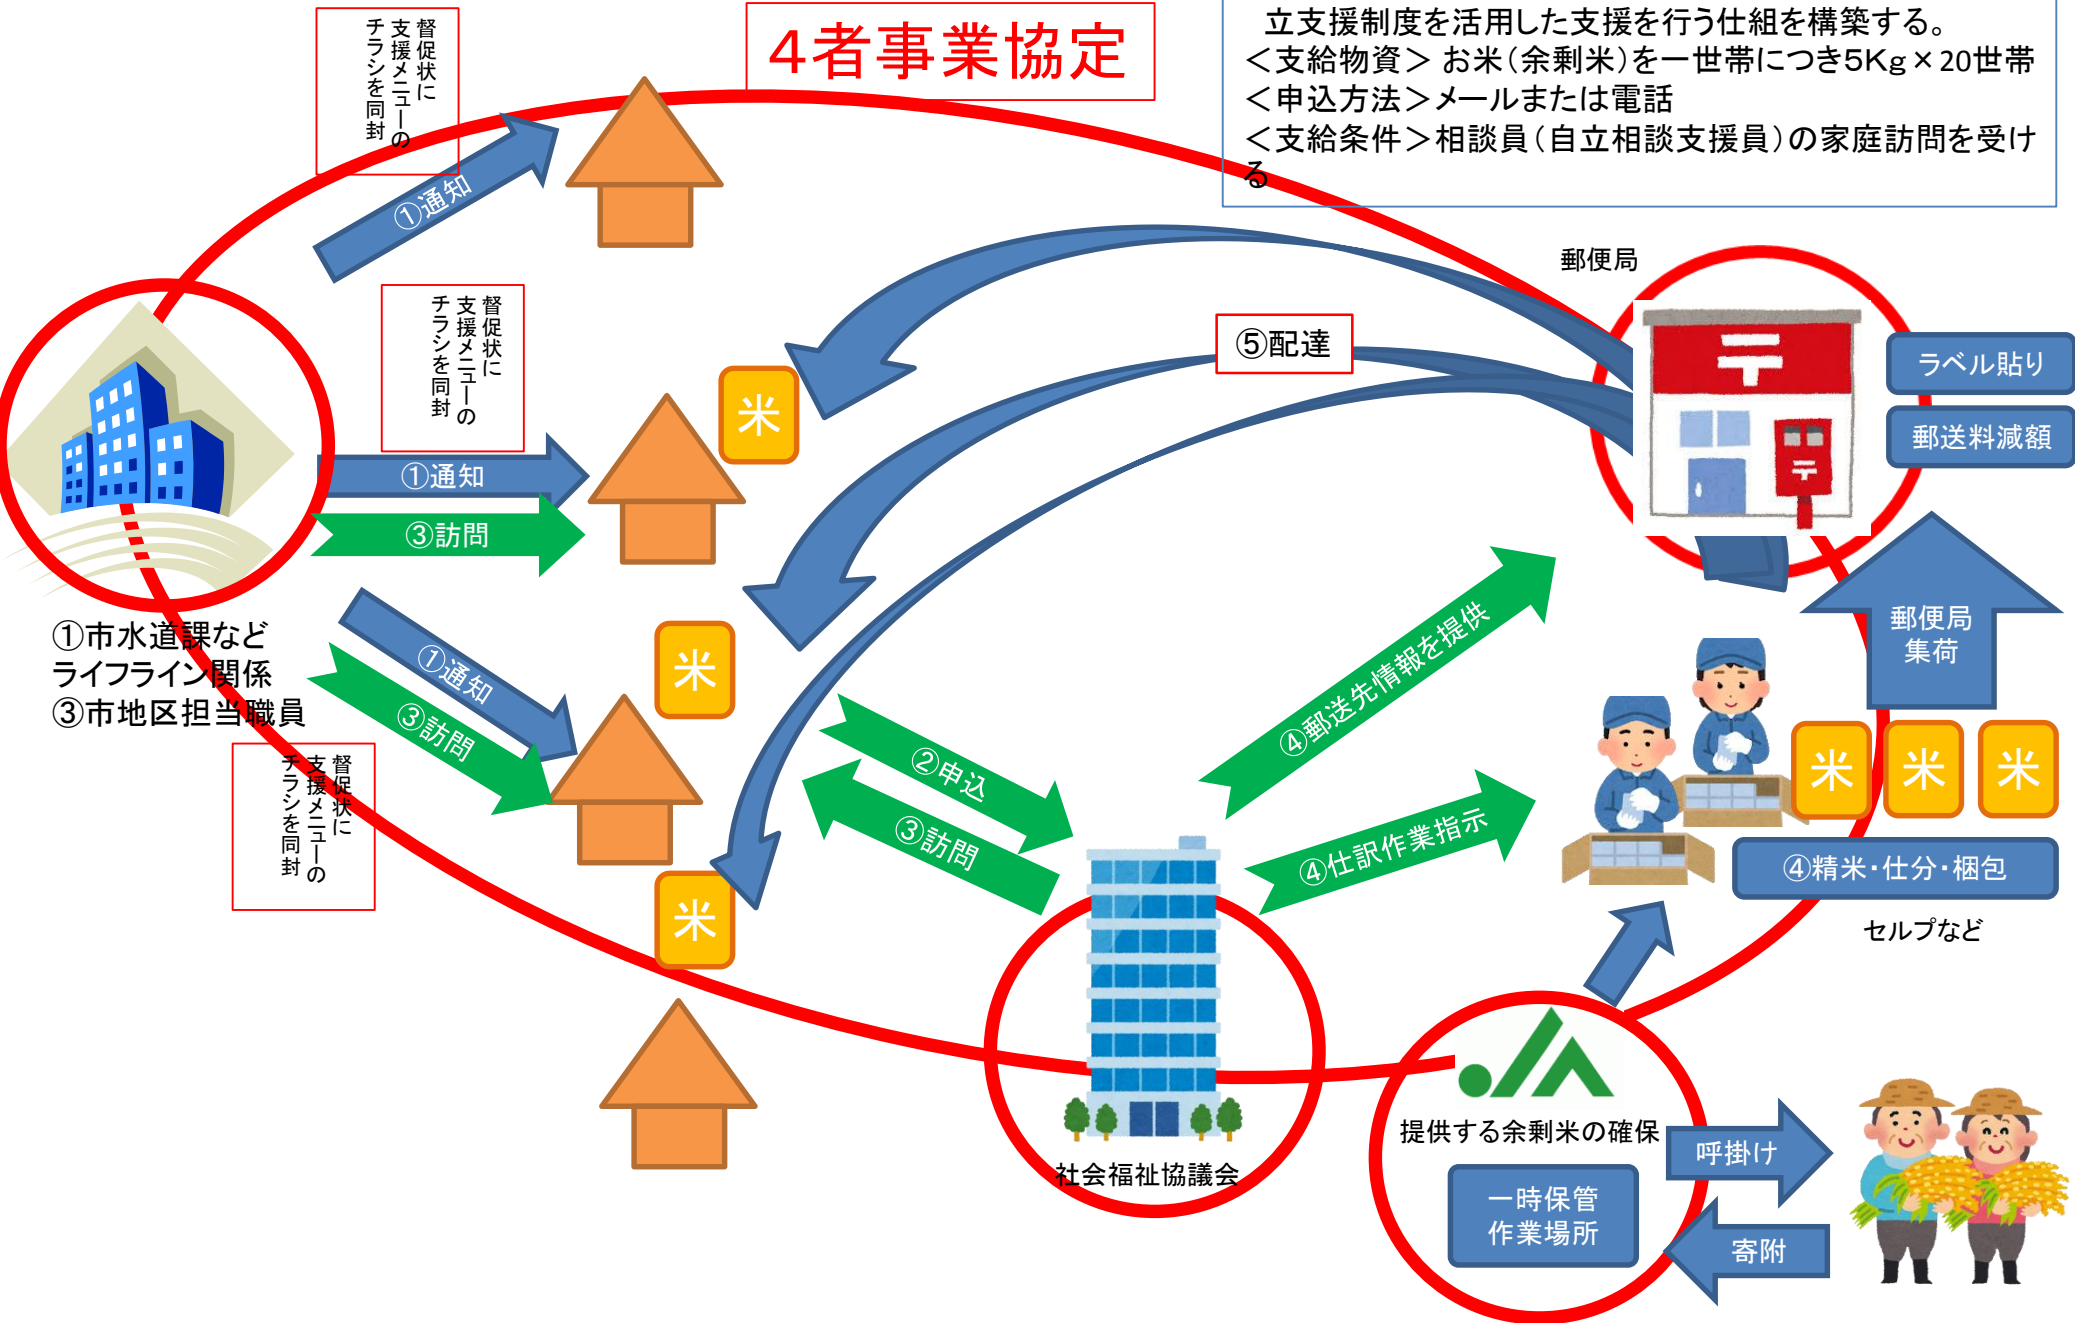 ４者事業協定
立支援制度を活用した支援を行う仕組を構築する。
＜支給物資＞ お米（余剰米）を一世帯につき5Kg×20世帯
＜申込方法＞メールまたは電話
＜支給条件＞相談員（自立相談支援員）の家庭訪問を受け
る
督促状に
支援メニューの
チラシを同封
①通知
督促状に
支援メニューの
チラシを同封
①通知
③訪問
①市水道課など
ライフライン関係
③市地区担当職員
①通知
③訪問
督促状に
支援メニューの
チラシを同封
米
米
米
⑤配達
郵便局
ラベル貼り
郵送料減額
郵便局
集荷
②申込
③訪問
④郵送先情報を提供
④仕訳作業指示
米
米
米
④精米・仕分・梱包
セルプなど
社会福祉協議会
JA
提供する余剰米の確保
一時保管
作業場所
呼掛け
寄附